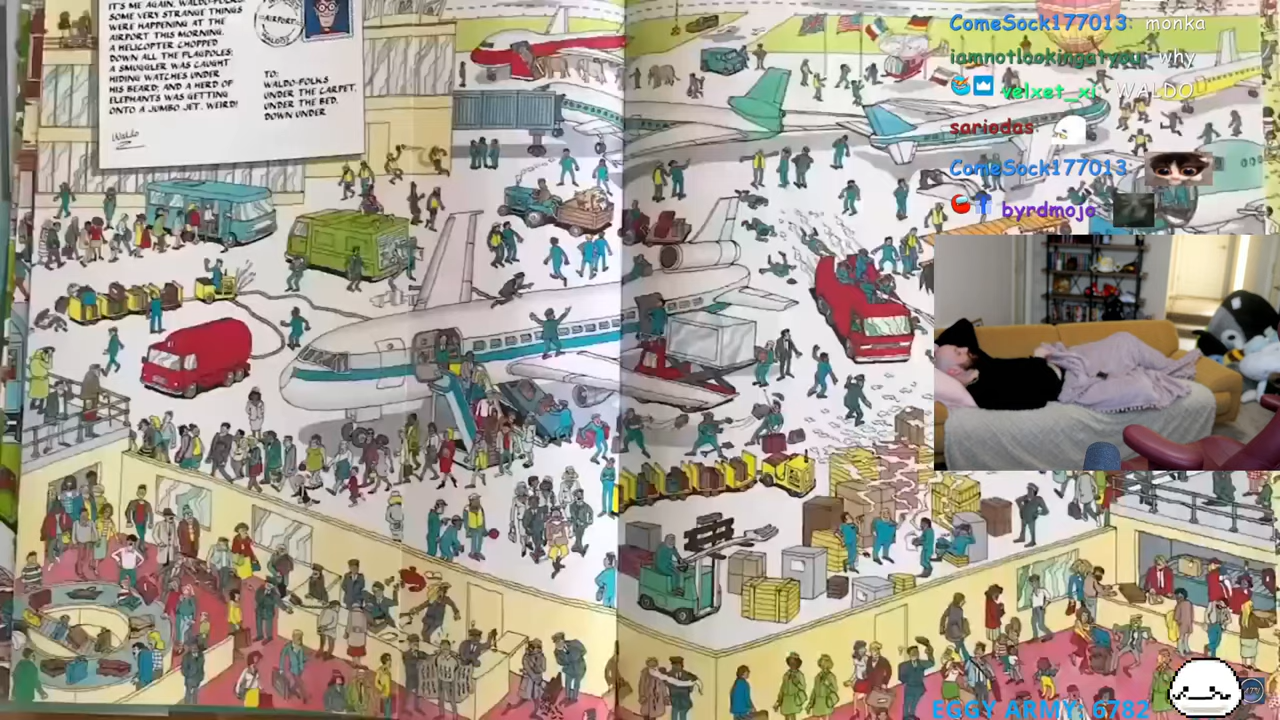 IT'S ME AGAIN, WALDO-FOLKS
SOME VERY STRANGE THINGS
WERE HAPPENING AT THE
AIRPORT THIS MORNING.
A HELICOPTER CHOPPED
DOWN ALL THE FLAGPOLES;
A SMUGGLER WAS CAUGHT
HIDING WATCHES UNDER
HIS BEARD; AND A HERD OF
ELEPHANTS WAS GETTING
ONTO A JUMBO JET. WEIRD!
Waldo
AIRPORT
TO:
WALDO-FOLKS
UNDER THE CARPET,
UNDER THE BED,
DOWN UNDER
ComeSock177013: monka
iamnotlookingatyou: why
velxet_xi: WALDO
sariodas:
ComeSock177013:
byrdmojo:
EGGY ARMY: 6782